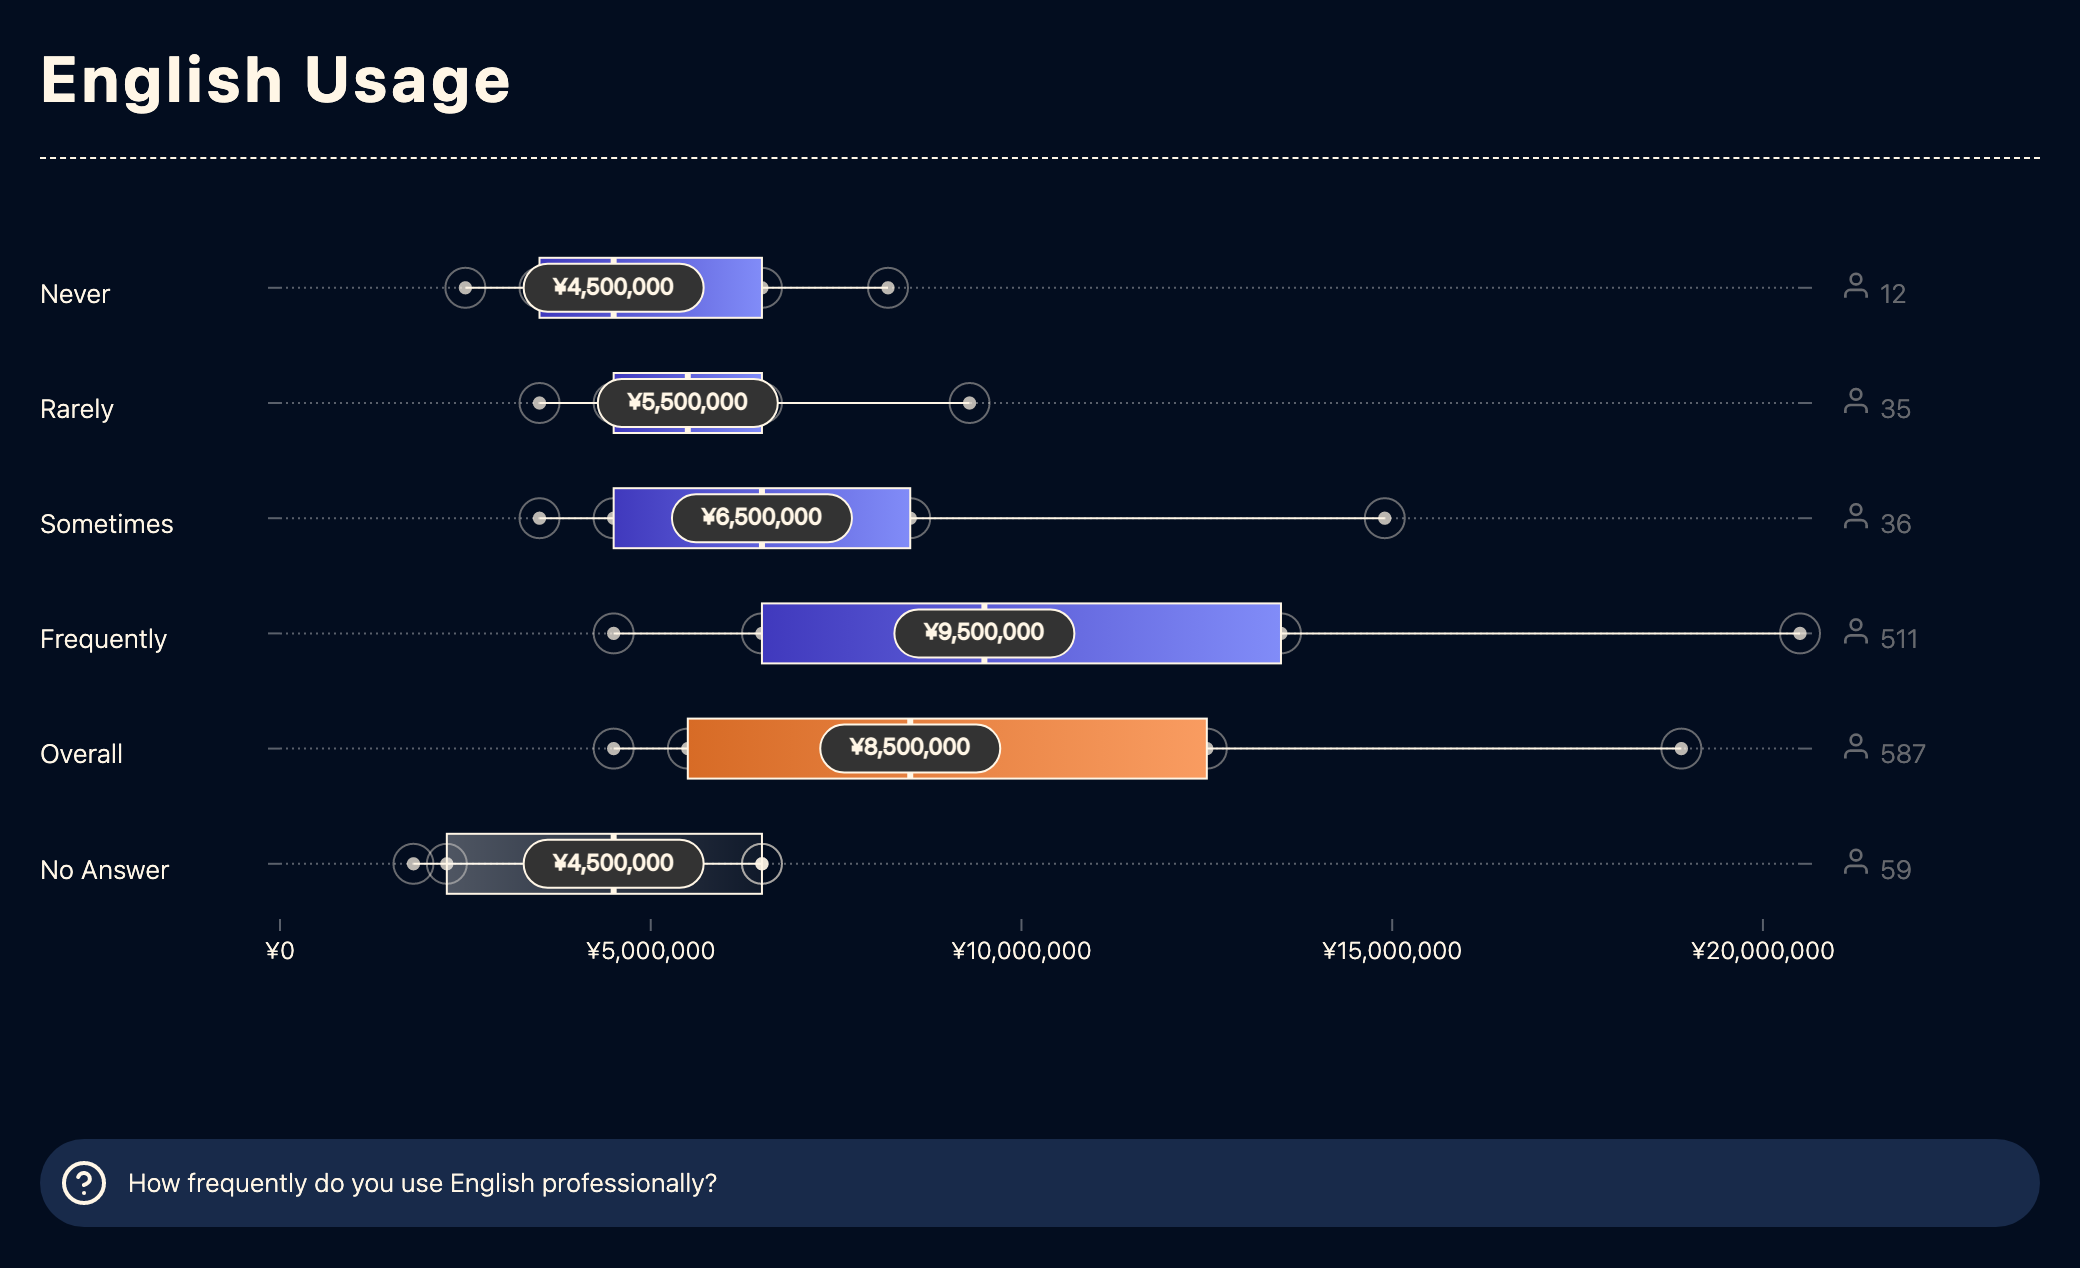 English Usage
Never ¥4,500,000 12
Rarely ¥5,500,000 35
Sometimes ¥6,500,000 36
Frequently ¥9,500,000 511
Overall ¥8,500,000 587
No Answer ¥4,500,000 59
¥0 ¥5,000,000 ¥10,000,000 ¥15,000,000 ¥20,000,000
How frequently do you use English professionally?